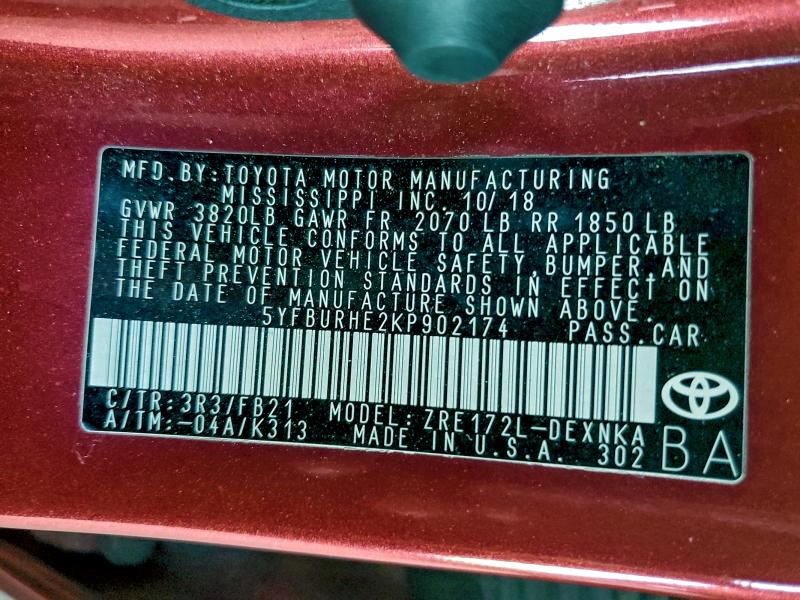 MFD.BY:TOYOTA MOTOR MANUFACTURING
MISSISSIPPI INC. 10/18
GVWR 3820LB GAWR FR 2070 LB RR 1850 LB
THIS VEHICLE CONFORMS TO ALL APPLICABLE
FEDERAL MOTOR VEHICLE SAFETY,BUMPER,AND
THEFT PREVENTION STANDARDS IN EFFECT ON
THE DATE OF MANUFACTURE SHOWN ABOVE.
5YFBURHE2KP902174 PASS.CAR
C/TR:3R3/FB21 MODEL:ZRE172L-DEXNKA
A/TM:-04A/K313 MADE IN U.S.A. 302 BA